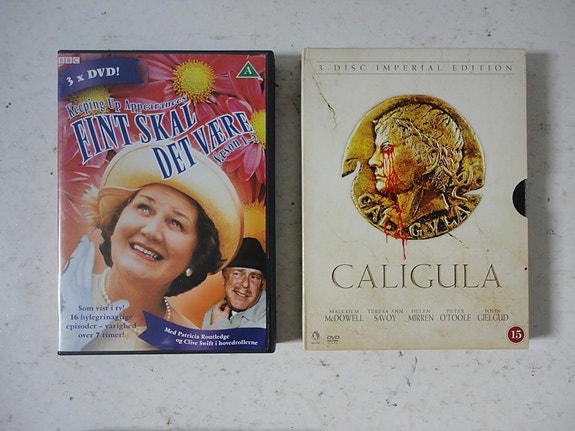 BBC
3 x DVD!
A
Keeping Up Appearances
FINT SKAL
DET VÆRE
Som vist i tv!
16 hylegrinagtige
episoder - varighed
over 7 timer!
Med Patricia Routledge
og Clive Swift i hovedrollerne
3-DISC IMPERIAL EDITION
CALIGULA
CALIGULA
MALCOLM TERESA ANN HELEN PETER JOHN
McDOWELL SAVOY MIRREN O'TOOLE GIELGUD
DVD
15